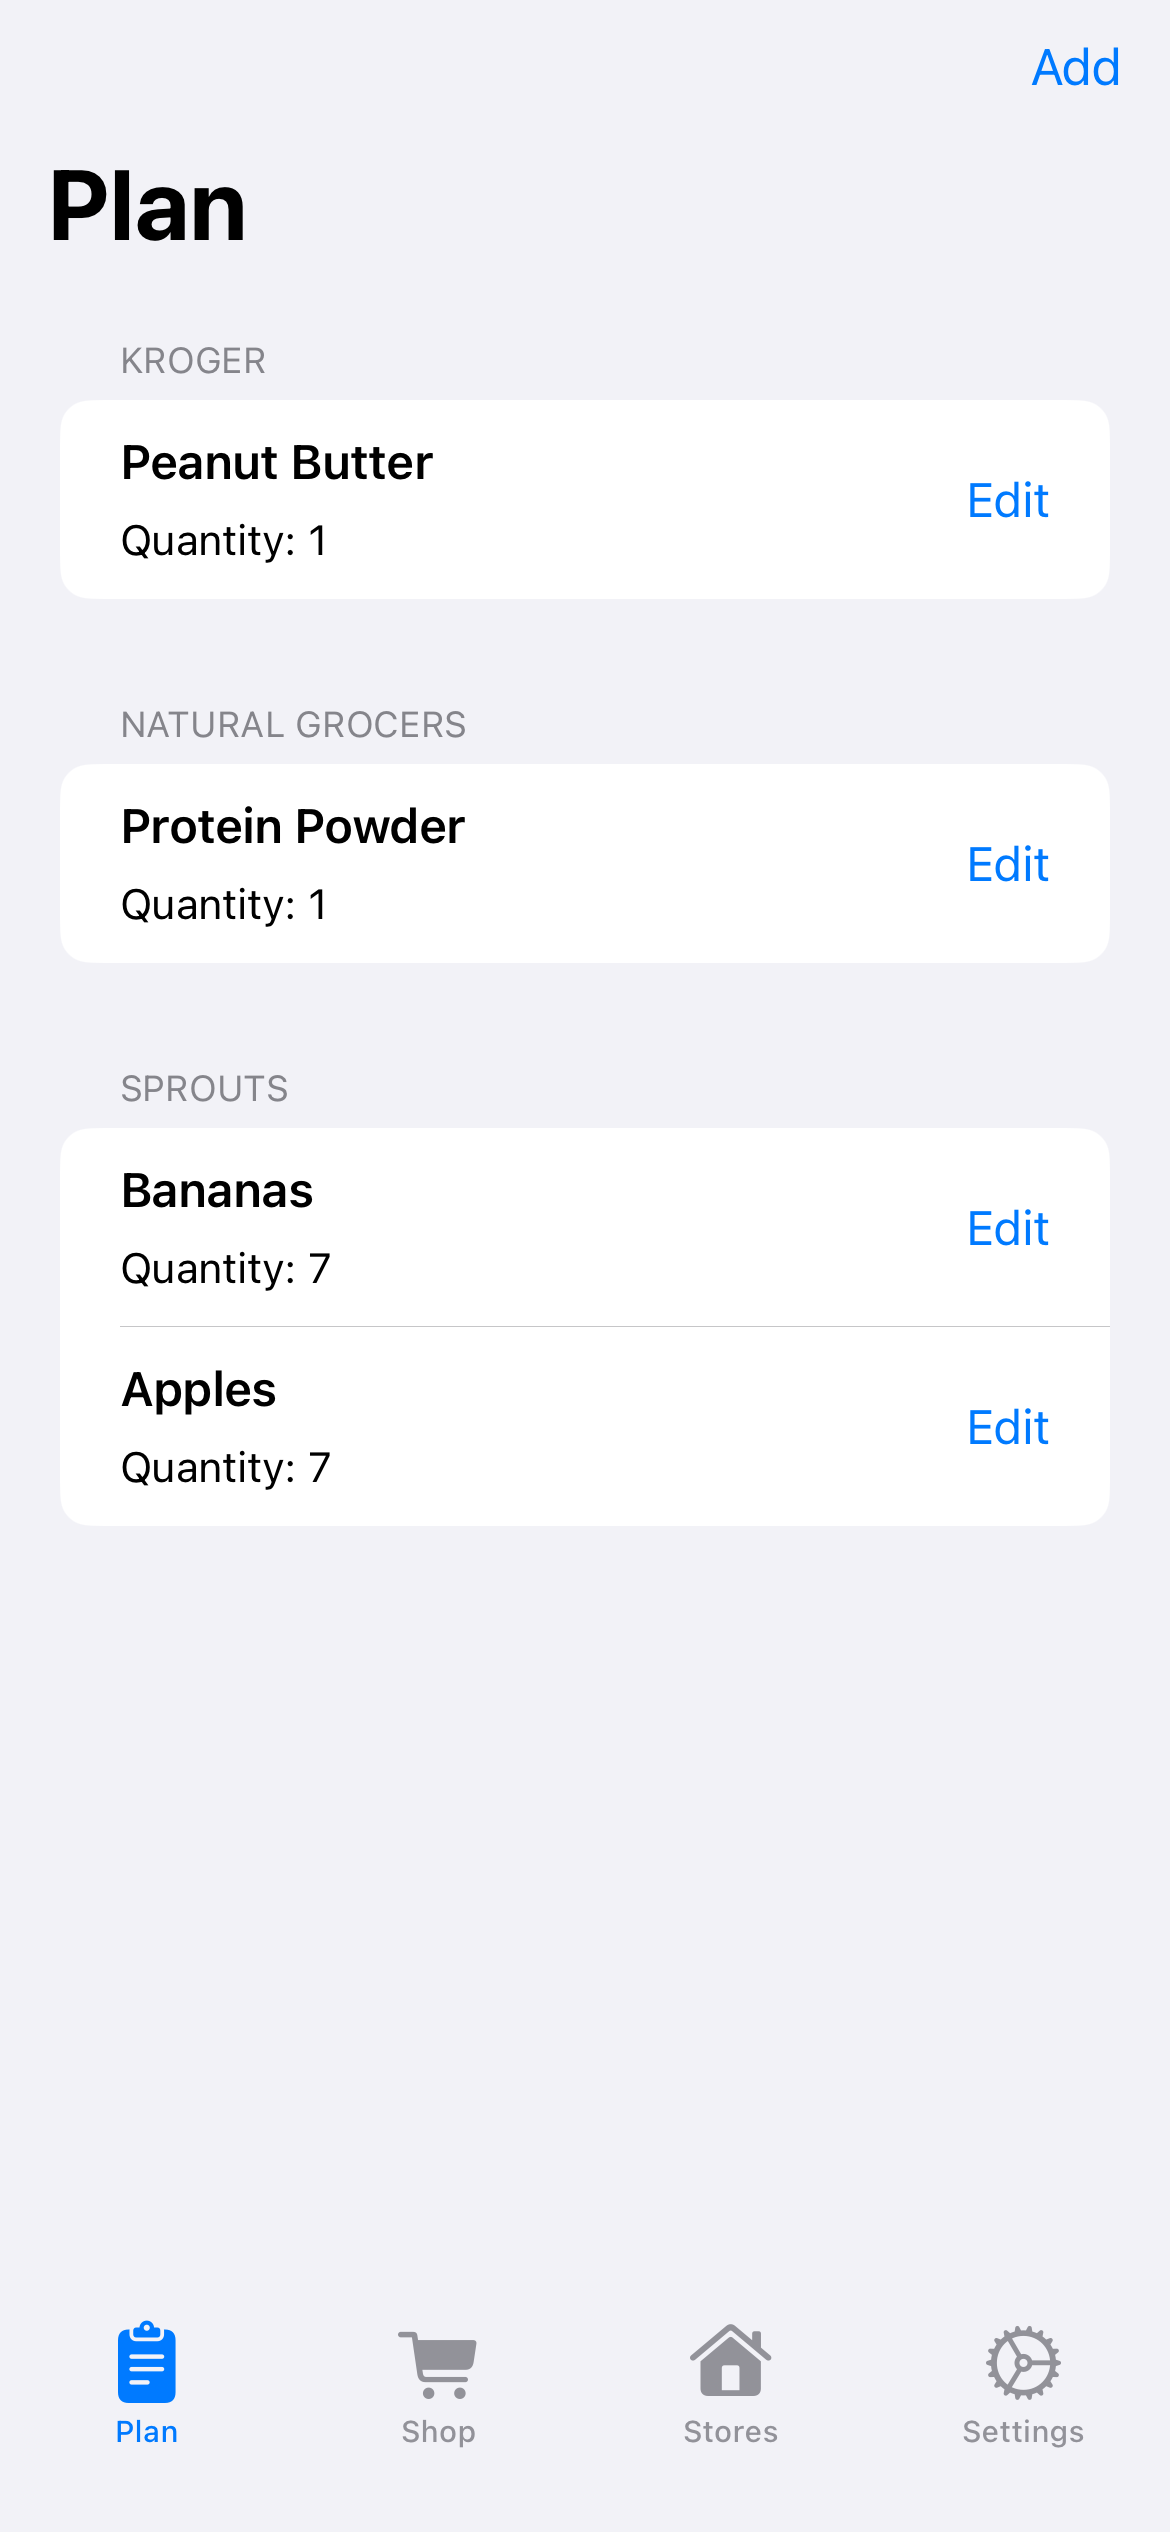 Add
Plan
KROGER
Peanut Butter
Edit
Quantity: 1
NATURAL GROCERS
Protein Powder
Edit
Quantity: 1
SPROUTS
Bananas
Edit
Quantity: 7
Apples
Edit
Quantity: 7
Plan
Shop
Stores
Settings